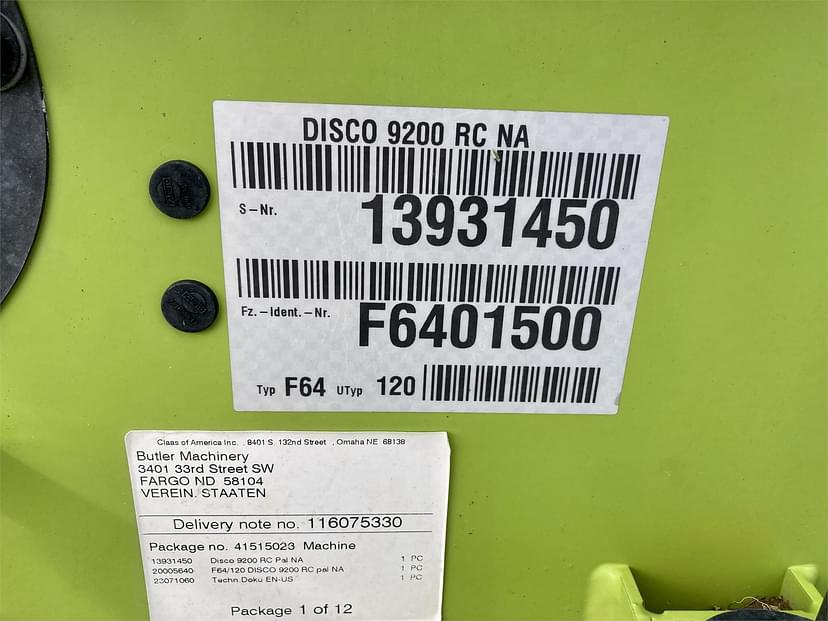 DISCO 9200 RC NA
S-Nr. 13931450
Fz.-Ident.-Nr. F6401500
Typ F64 UTyp 120
Claas of America Inc. , 8401 S. 132nd Street , Omaha NE 68138
Butler Machinery
3401 33rd Street SW
FARGO ND 58104
VEREIN. STAATEN
Delivery note no. 116075330
Package no. 41515023 Machine
13931450 Disco 9200 RC Pal NA 1 PC
20005640 F64/120 DISCO 9200 RC pal NA 1 PC
23071060 Techn.Doku EN-US 1 PC
Package 1 of 12